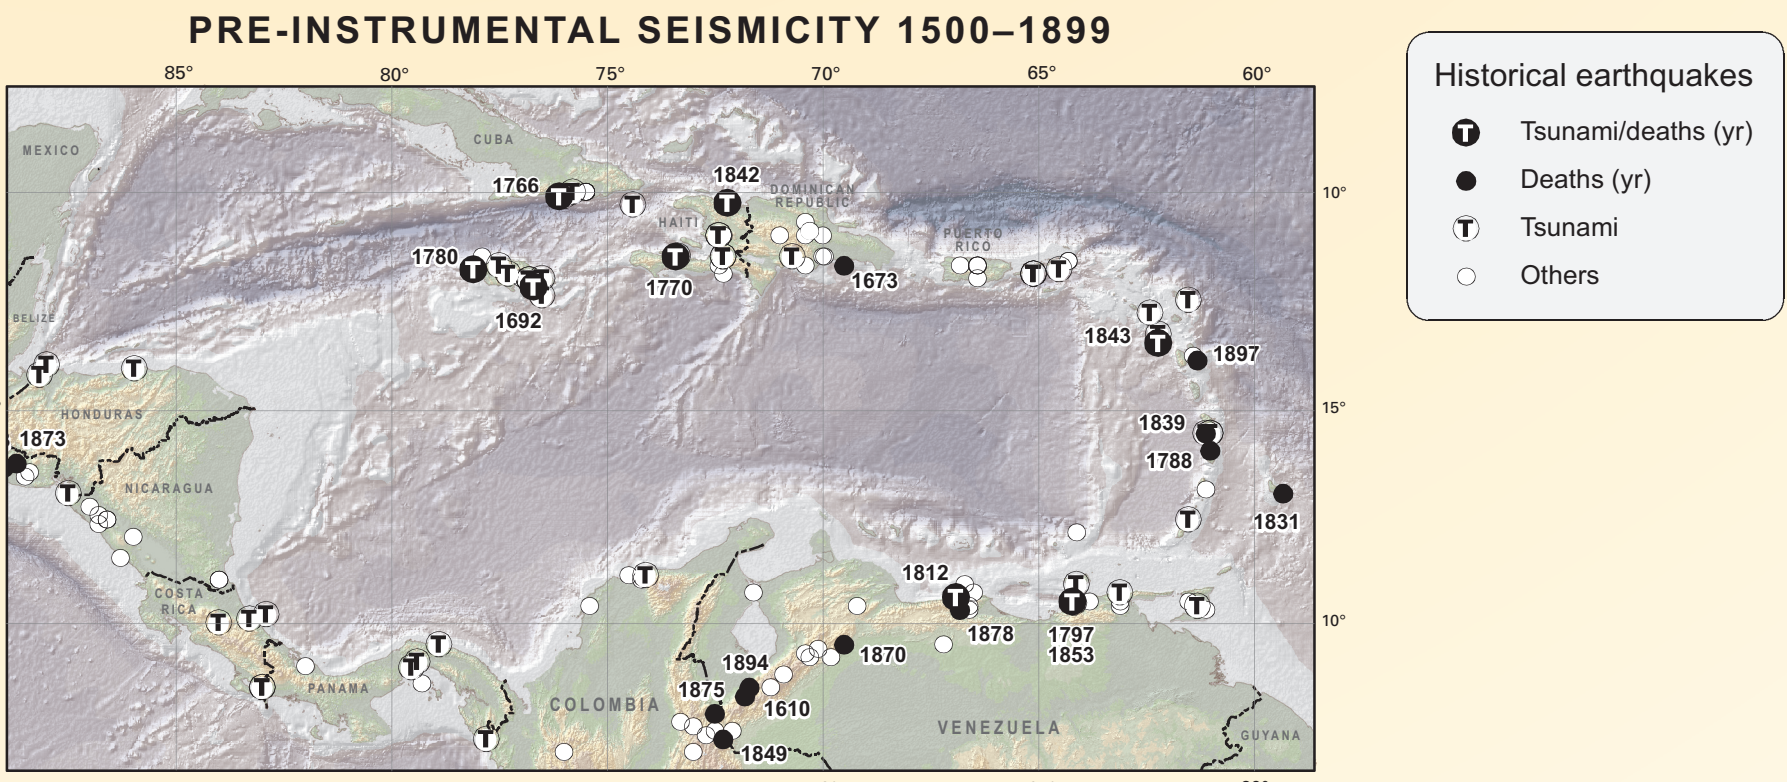 PRE-INSTRUMENTAL SEISMICITY 1500–1899
85° 80° 75° 70° 65° 60°
Historical earthquakes
T Tsunami/deaths (yr)
Deaths (yr)
T Tsunami
Others
MEXICO
CUBA
1766
1842
DOMINICAN
REPUBLIC
10°
HAITI
PUERTO
RICO
1780
1770
1673
1692
BELIZE
1843
1897
HONDURAS
15°
1873
1839
1788
NICARAGUA
1831
COSTA
RICA
1812
10°
1878
1797
1853
1870
1894
1875
1610
PANAMA
COLOMBIA
VENEZUELA
GUYANA
1849